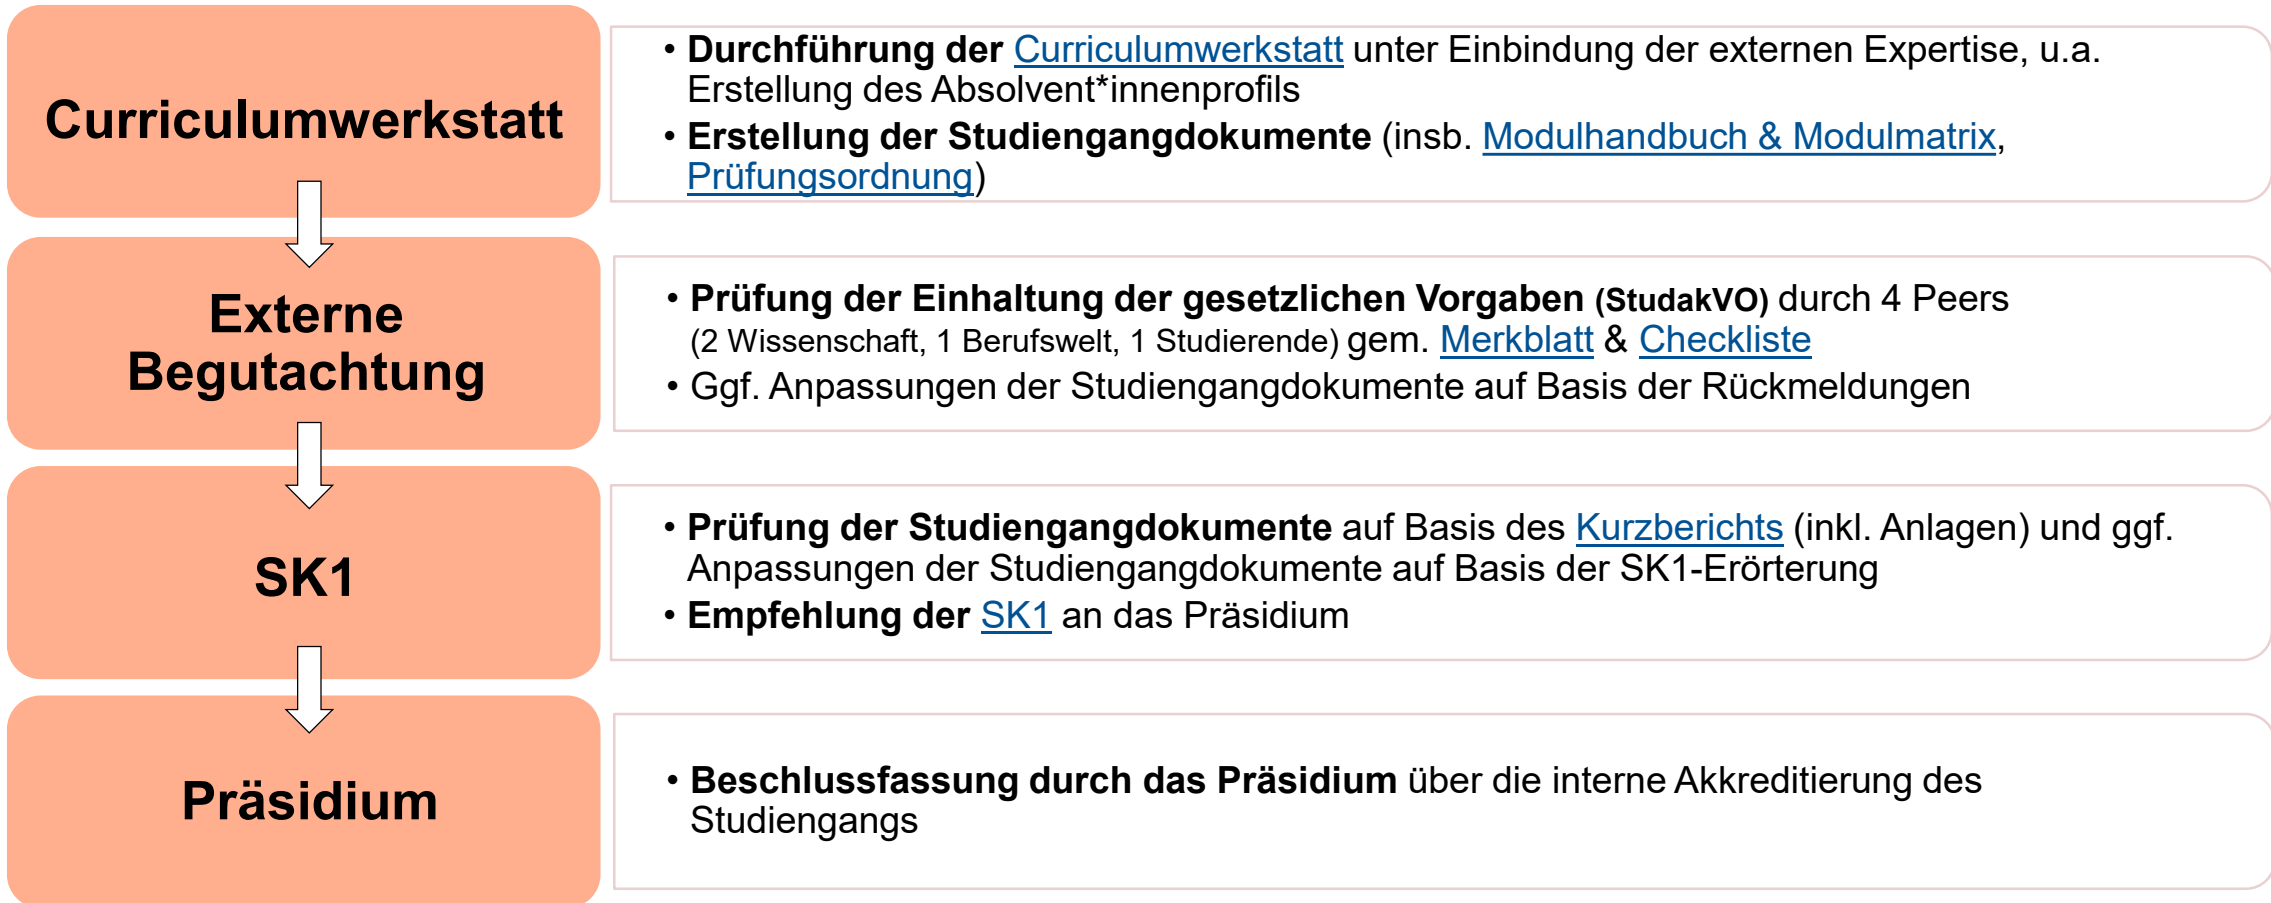 Curriculumwerkstatt
• Durchführung der Curriculumwerkstatt unter Einbindung der externen Expertise, u.a.
Erstellung des Absolvent*innenprofils
• Erstellung der Studiengangdokumente (insb. Modulhandbuch & Modulmatrix,
Prüfungsordnung)
Externe
Begutachtung
• Prüfung der Einhaltung der gesetzlichen Vorgaben (StudakVO) durch 4 Peers
(2 Wissenschaft, 1 Berufswelt, 1 Studierende) gem. Merkblatt & Checkliste
• Ggf. Anpassungen der Studiengangdokumente auf Basis der Rückmeldungen
SK1
• Prüfung der Studiengangdokumente auf Basis des Kurzberichts (inkl. Anlagen) und ggf.
Anpassungen der Studiengangdokumente auf Basis der SK1-Erörterung
• Empfehlung der SK1 an das Präsidium
Präsidium
• Beschlussfassung durch das Präsidium über die interne Akkreditierung des
Studiengangs